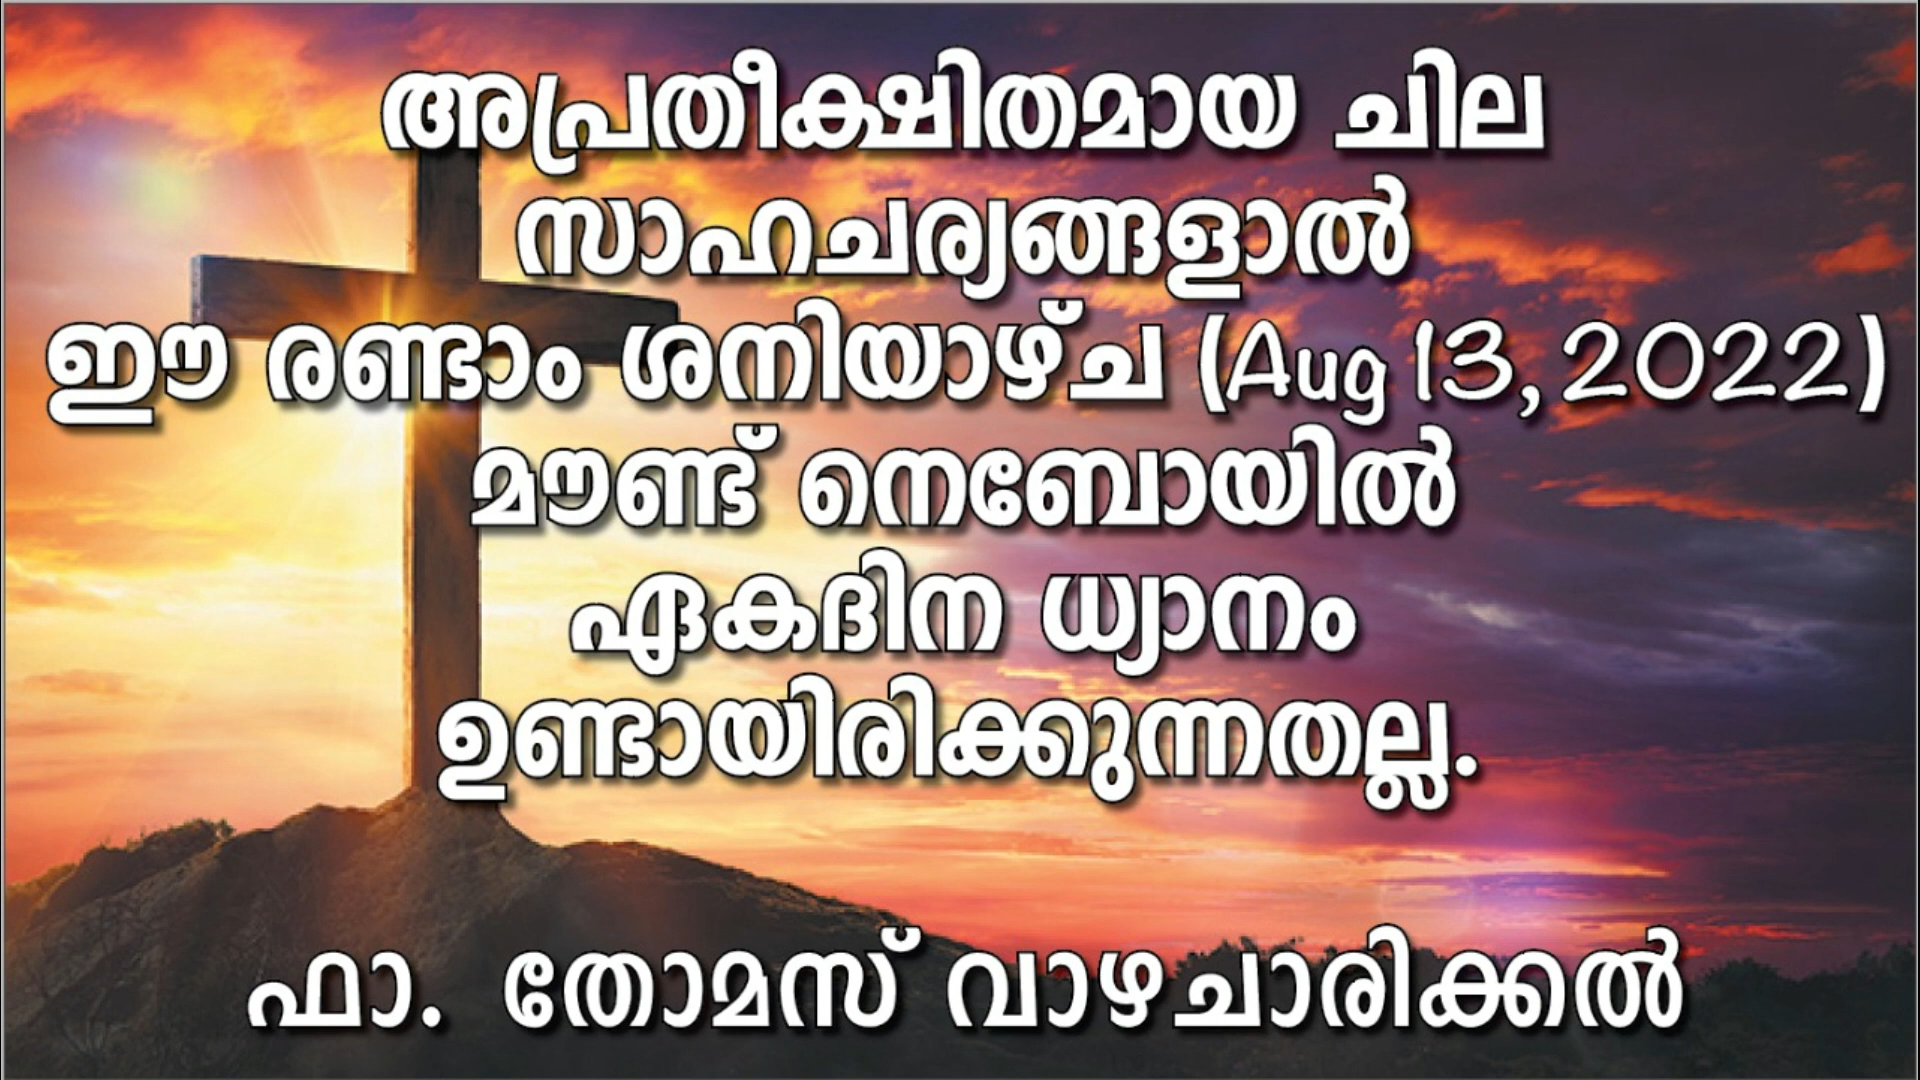 അപ്രതീക്ഷിതമായ ചില
സാഹചര്യങ്ങളാൽ
ഈ രണ്ടാം ശനിയാഴ്ച (Aug 13, 2022)
മൗണ്ട് നെബോയിൽ
ഏകദിന ധ്യാനം
ഉണ്ടായിരിക്കുന്നതല്ല.
ഫാ. തോമസ് വാഴചാരിക്കൽ